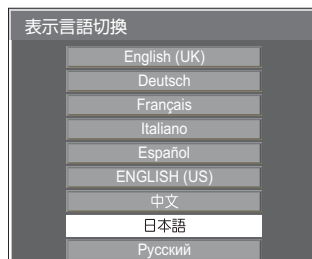 表示言語切換
English (UK)
Deutsch
Français
Italiano
Español
ENGLISH (US)
中文
日本語
Русский